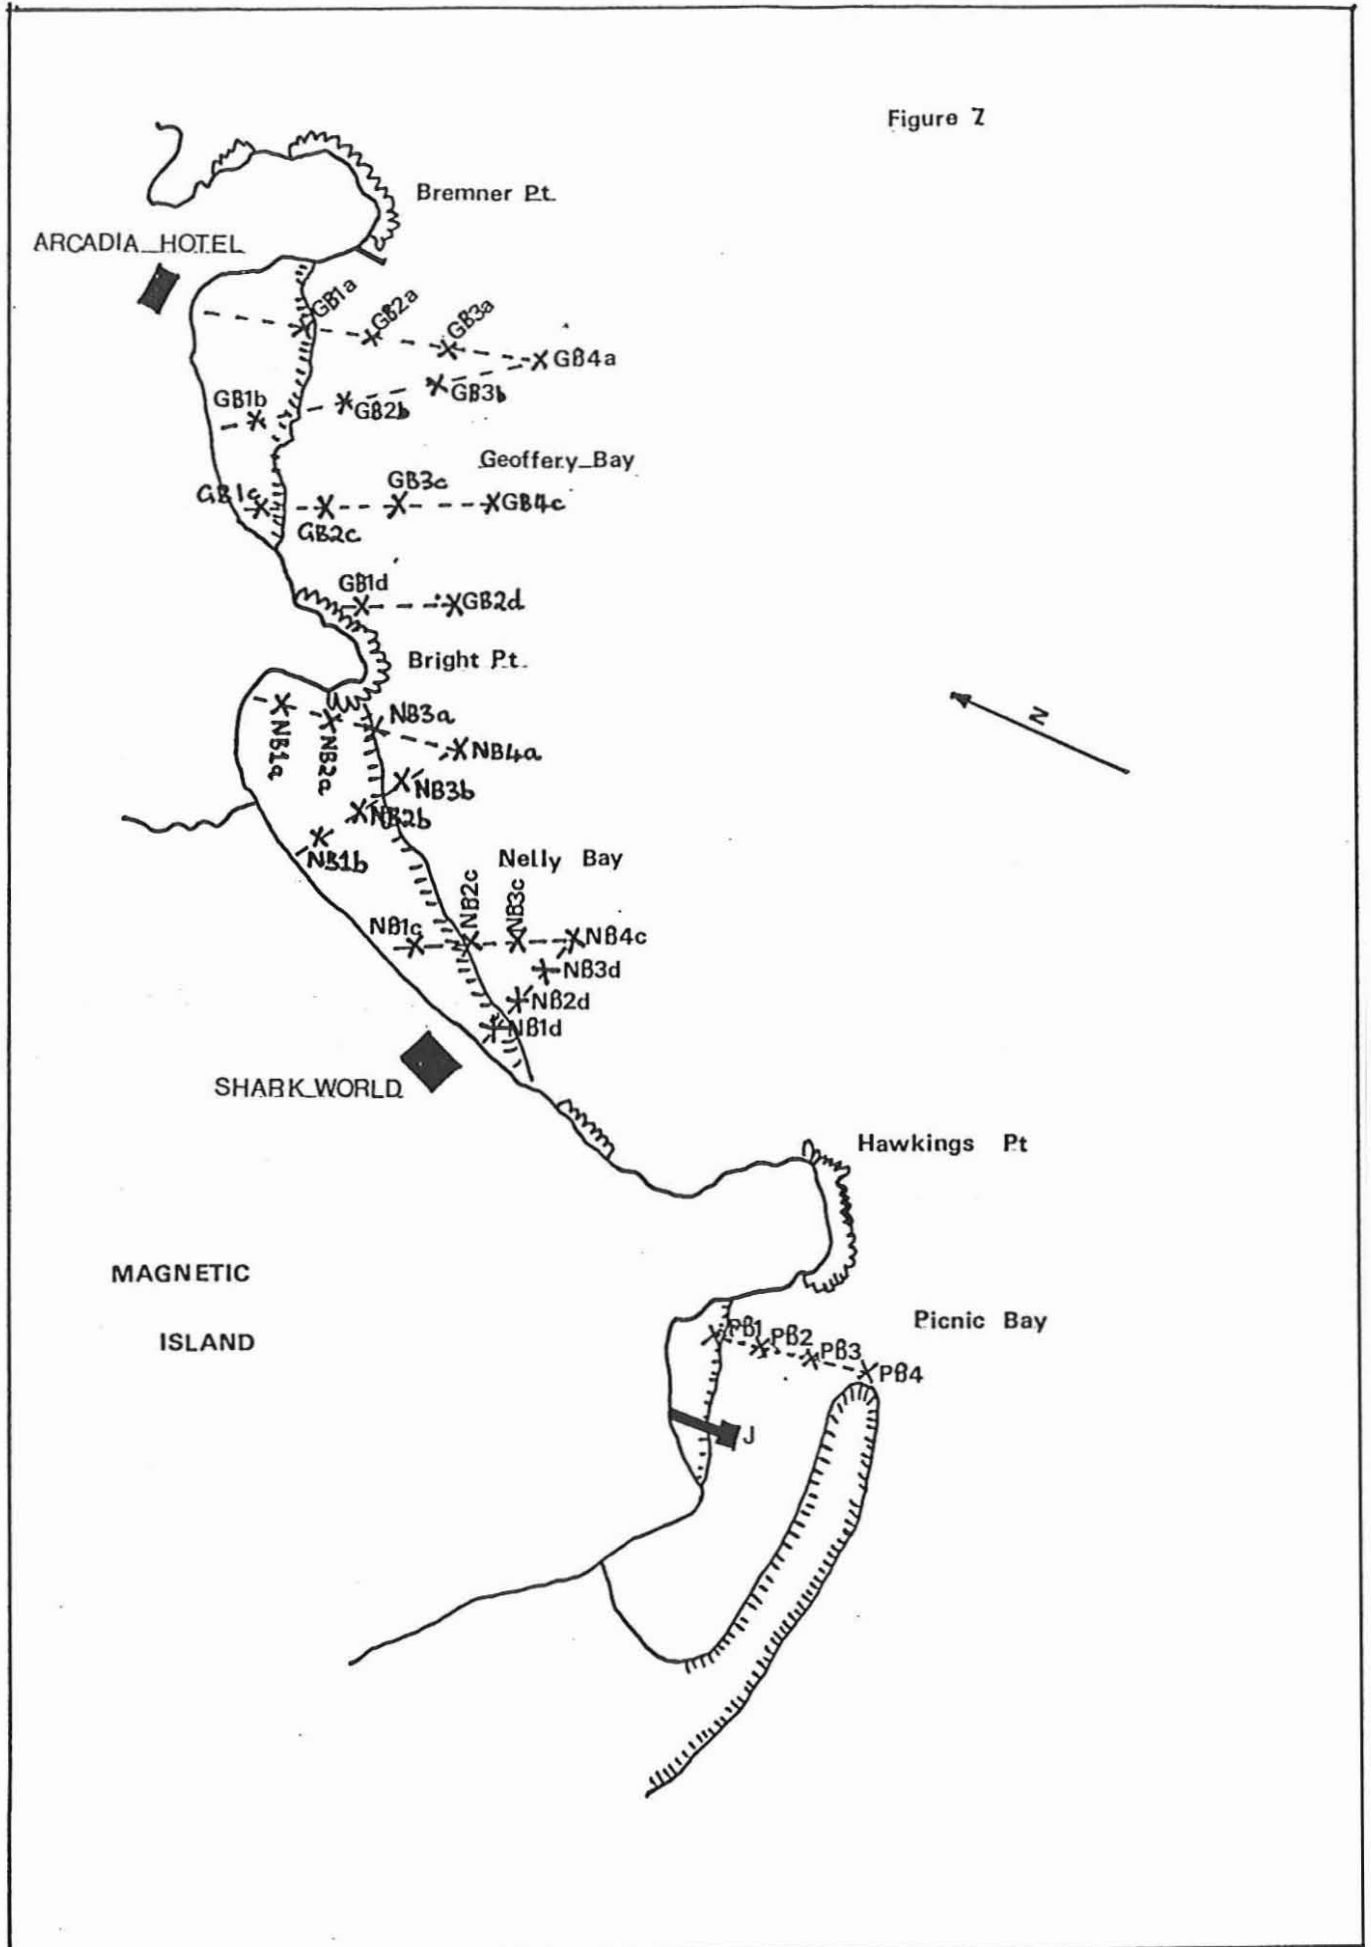 Figure 7
Bremner Pt.
ARCADIA HOTEL
GB1a
GB2a
GB3a
GB4a
GB1b
GB2b
GB3b
Geoffery Bay
GB1c
GB2c
GB3c
GB4c
GB1d
GB2d
Bright Pt.
NB1a
NB2a
NB3a
NB4a
N
NB3b
NB2b
NB1b
Nelly Bay
NB1c
NB2c
NB3c
NB4c
NB3d
NB2d
NB1d
SHARK WORLD
Hawkings Pt
MAGNETIC
ISLAND
Picnic Bay
PB1
PB2
PB3
PB4
J